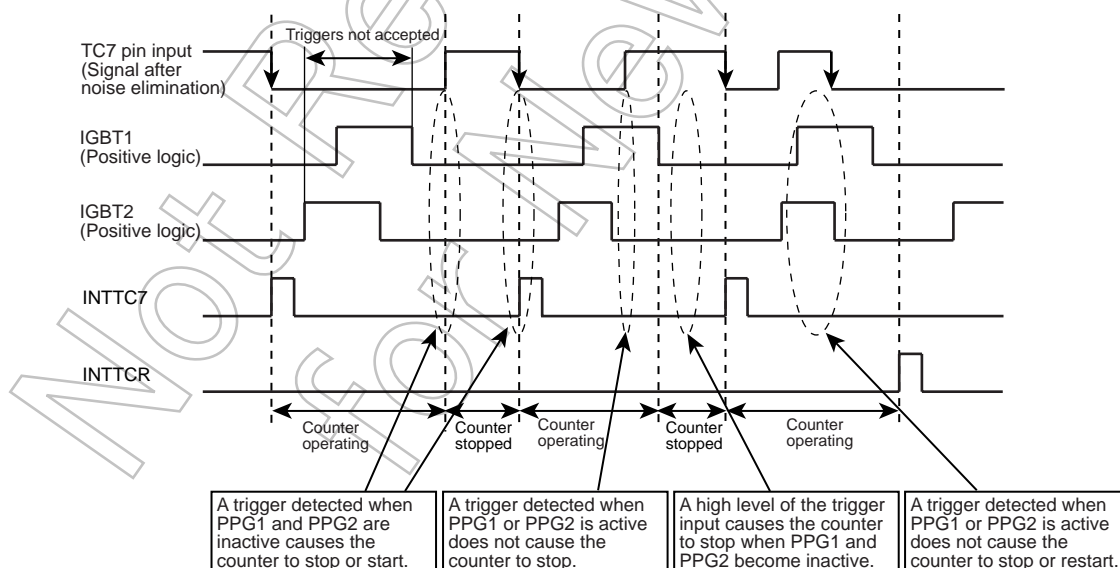 Triggers not accepted
TC7 pin input
(Signal after
noise elimination)
IGBT1
(Positive logic)
IGBT2
(Positive logic)
INTTC7
INTTCR
Counter
operating
Counter
stopped
Counter
operating
Counter
stopped
Counter
operating
A trigger detected when
PPG1 and PPG2 are
inactive causes the
counter to stop or start.
A trigger detected when
PPG1 or PPG2 is active
does not cause the
counter to stop.
A high level of the trigger
input causes the counter
to stop when PPG1 and
PPG2 become inactive.
A trigger detected when
PPG1 or PPG2 is active
does not cause the
counter to stop or restart.
Not Re
for New